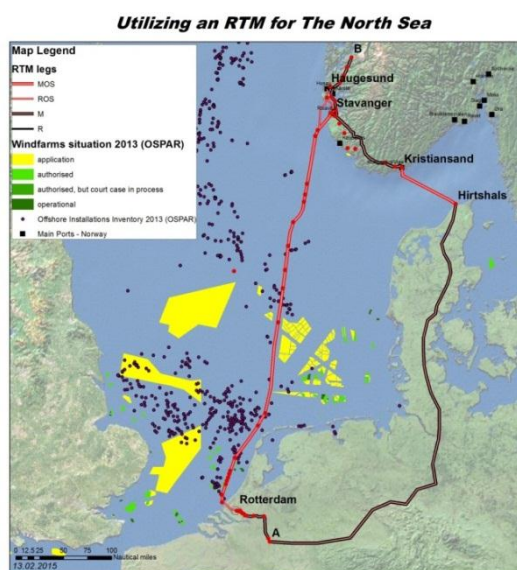 Utilizing an RTM for The North Sea
Map Legend
RTM legs
MOS
ROS
M
R
Windfarms situation 2013 (OSPAR)
application
authorised
authorised, but court case in process
operational
Offshore Installations Inventory 2013 (OSPAR)
Main Ports - Norway
B
Haugesund
Stavanger
Kristiansand
Hirtshals
Rotterdam
A
0 12.5 25 50 75 100
Nautical miles
13.02.2015